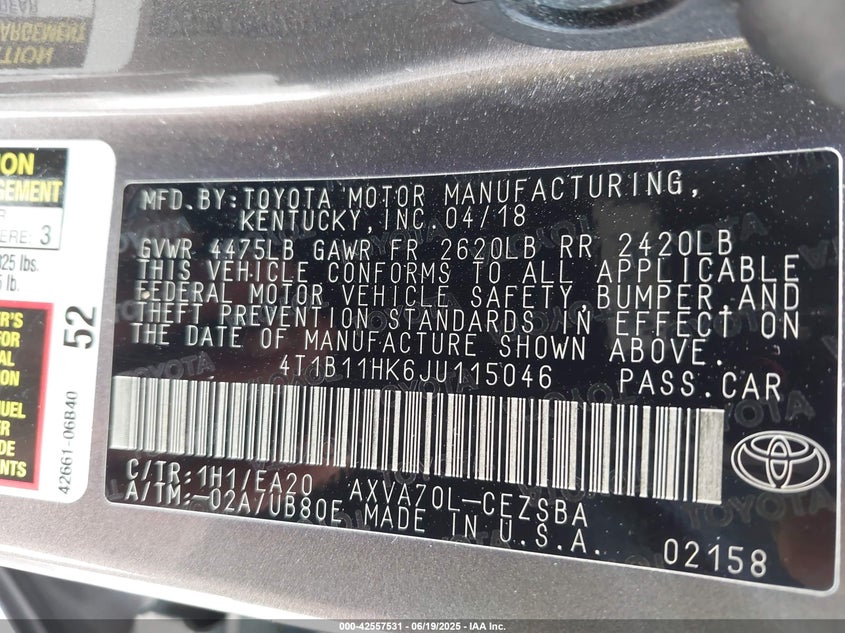 MFD. BY: TOYOTA MOTOR MANUFACTURING,
KENTUCKY, INC 04/18
GVWR 4475LB GAWR FR 2620LB RR 2420LB
THIS VEHICLE CONFORMS TO ALL APPLICABLE
FEDERAL MOTOR VEHICLE SAFETY, BUMPER, AND
THEFT PREVENTION STANDARDS IN EFFECT ON
THE DATE OF MANUFACTURE SHOWN ABOVE.
4T1B11HK6JU115046 PASS.CAR
C/TR: 1H1/EA20 AXVA70L-CEZSBA
A/TM: -02A/UB80E MADE IN U.S.A.
02158
52
42661-06B40
000-42557531 | 06/19/2025 | IAA Inc.